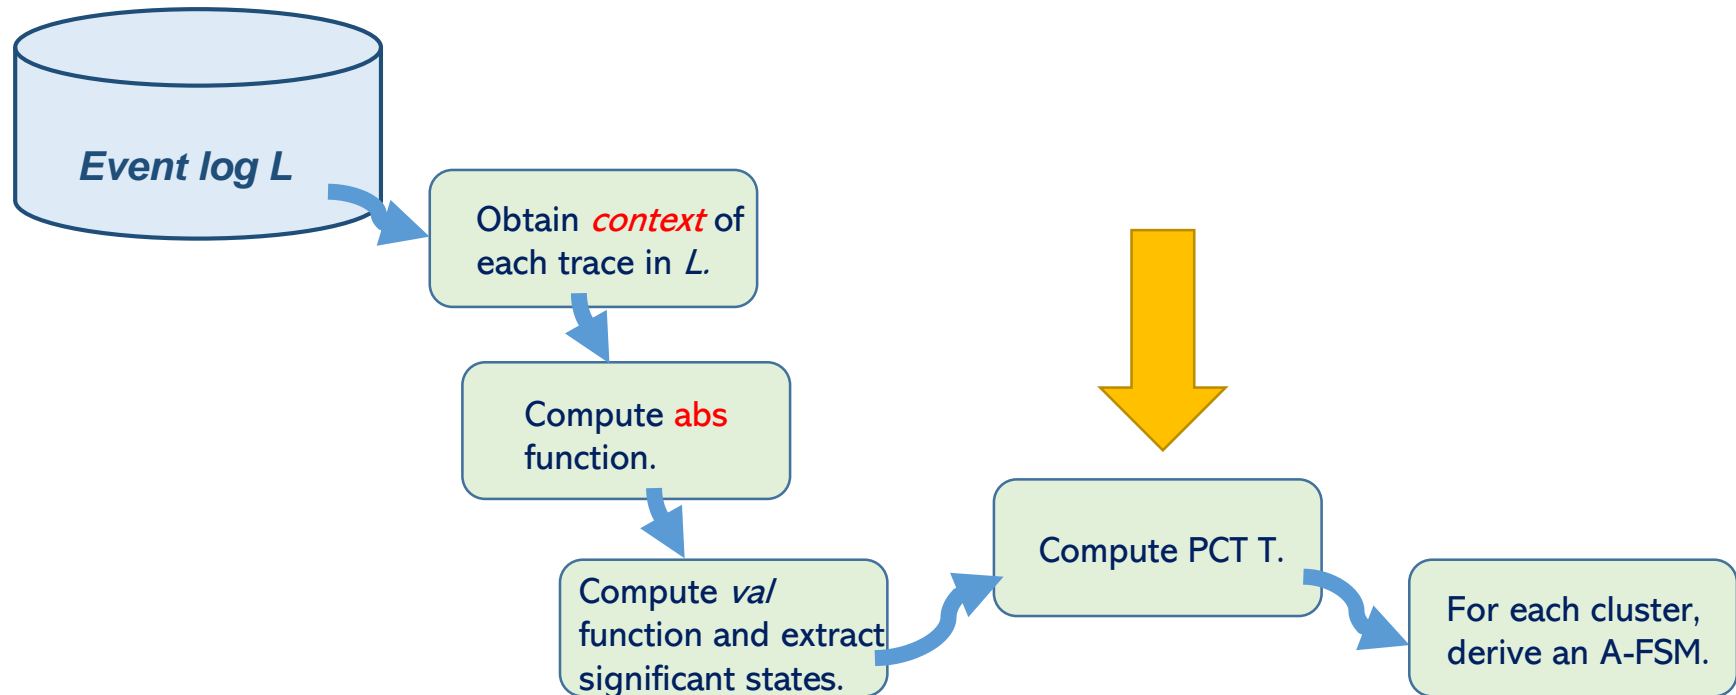 Event log L
Obtain context of
each trace in L.
Compute abs
function.
Compute val
function and extract
significant states.
Compute PCT T.
For each cluster,
derive an A-FSM.